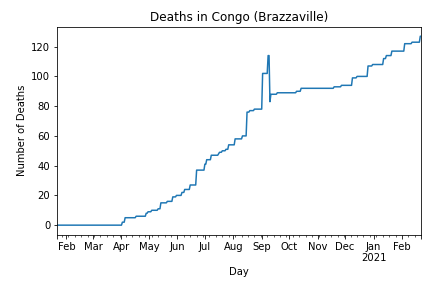 Deaths in Congo (Brazzaville)
120
100
80
60
40
20
0
Number of Deaths
Feb Mar Apr May Jun Jul Aug Sep Oct Nov Dec Jan Feb
2021
Day